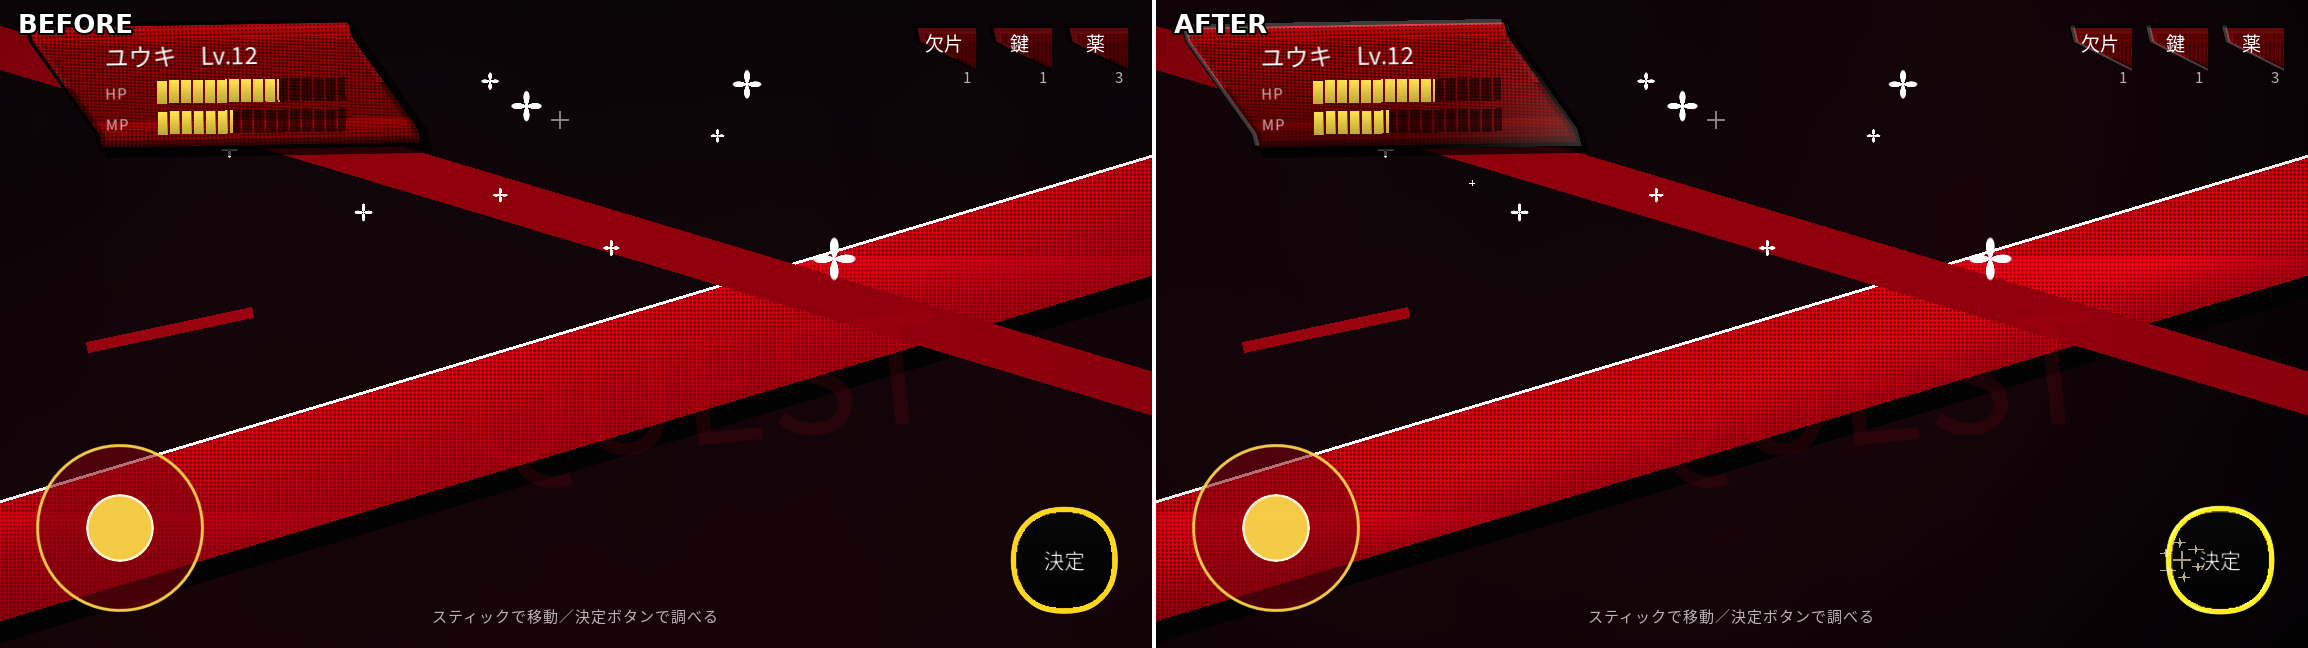 BEFORE
ユウキ Lv.12
HP
MP
欠片 鍵 薬
1 1 3
QUEST
決定
スティックで移動／決定ボタンで調べる
AFTER
ユウキ Lv.12
HP
MP
欠片 鍵 薬
1 1 3
QUEST
決定
スティックで移動／決定ボタンで調べる